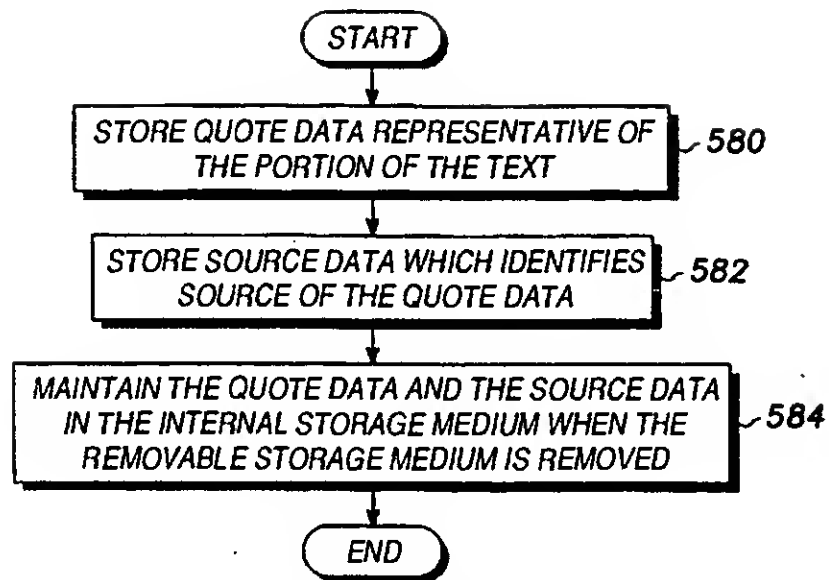 START
STORE QUOTE DATA REPRESENTATIVE OF
THE PORTION OF THE TEXT
580
STORE SOURCE DATA WHICH IDENTIFIES
SOURCE OF THE QUOTE DATA
582
MAINTAIN THE QUOTE DATA AND THE SOURCE DATA
IN THE INTERNAL STORAGE MEDIUM WHEN THE
REMOVABLE STORAGE MEDIUM IS REMOVED
584
END